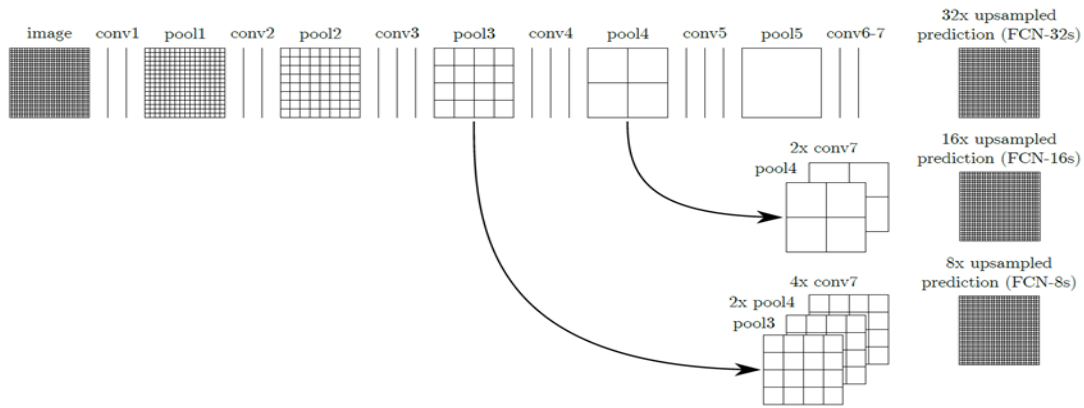 image conv1 pool1 conv2 pool2 conv3 pool3 conv4 pool4 conv5 pool5 conv6-7
32x upsampled
prediction (FCN-32s)
2x conv7
pool4
16x upsampled
prediction (FCN-16s)
4x conv7
2x pool4
pool3
8x upsampled
prediction (FCN-8s)